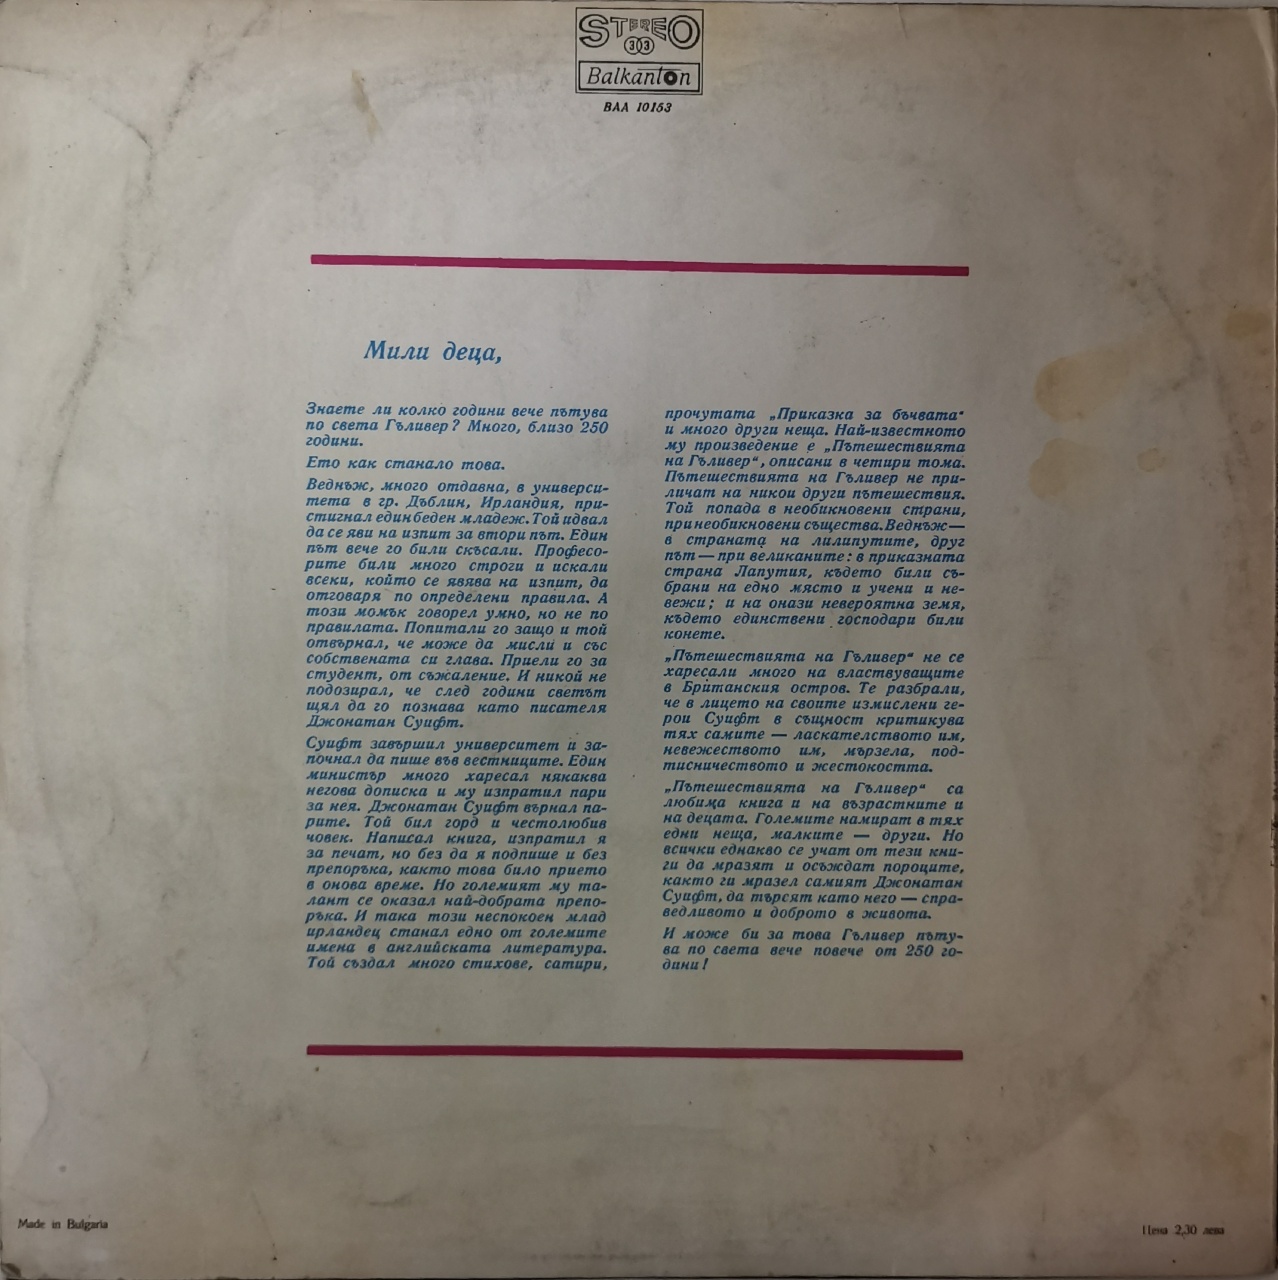 STEREO
33
Balkanton
ВАА 10153
Мили деца,
Знаете ли колко години вече пътува
по света Гъливер? Много, близо 250
години.
Ето как станало това.
Веднъж, много отдавна, в универси-
тета в гр. Дъблин, Ирландия, при-
стигнал един беден младеж. Той идвал
да се яви на изпит за втори път. Един
път вече го били скъсали. Професо-
рите били много строги и искали
всеки, който се явява на изпит, да
отговаря по определени правила. А
този момък говорел умно, но не по
правилата. Попитали го защо и той
отвърнал, че може да мисли и със
собствената си глава. Приели го за
студент, от съжаление. И никой не
подозирал, че след години светът
щял да го познава като писателя
Джонатан Суифт.
Суифт завършил университет и за-
почнал да пише във вестниците. Един
министър много харесал някаква
негова дописка и му изпратил пари
за нея. Джонатан Суифт върнал па-
рите. Той бил горд и честолюбив
човек. Написал книга, изпратил я
за печат, но без да я подпише и без
препоръка, както това било прието
в онова време. Но големият му та-
лант се оказал най-добрата препо-
ръка. И така този неспокоен млад
ирландец станал едно от големите
имена в английската литература.
Той създал много стихове, сатири,
прочутата „Приказка за бъчвата“
и много други неща. Най-известното
му произведение е „Пътешествията
на Гъливер“, описани в четири тома.
Пътешествията на Гъливер не при-
личат на никои други пътешествия.
Той попада в необикновени страни,
при необикновени същества. Веднъж —
в страната на лилипутите, друг
път — при великаните: в приказната
страна Лапутия, където били съ-
брани на едно място и учени и не-
вежи; и на онази невероятна земя,
където единствени господари били
конете.
„Пътешествията на Гъливер“ не се
харесали много на властвуващите
в Британския остров. Те разбрали,
че в лицето на своите измислени ге-
рои Суифт в същност критикува
тях самите — ласкателството им,
невежеството им, мързела, под-
тисничеството и жестокостта.
„Пътешествията на Гъливер“ са
любима книга и на възрастните и
на децата. Големите намират в тях
едни неща, малките — други. Но
всички еднакво се учат от тези кни-
ги да мразят и осъждат пороците,
както ги мразел самият Джонатан
Суифт, да търсят като него — спра-
ведливото и доброто в живота.
И може би за това Гъливер пъту-
ва по света вече повече от 250 го-
дини!
Made in Bulgaria
Цена 2,30 лева